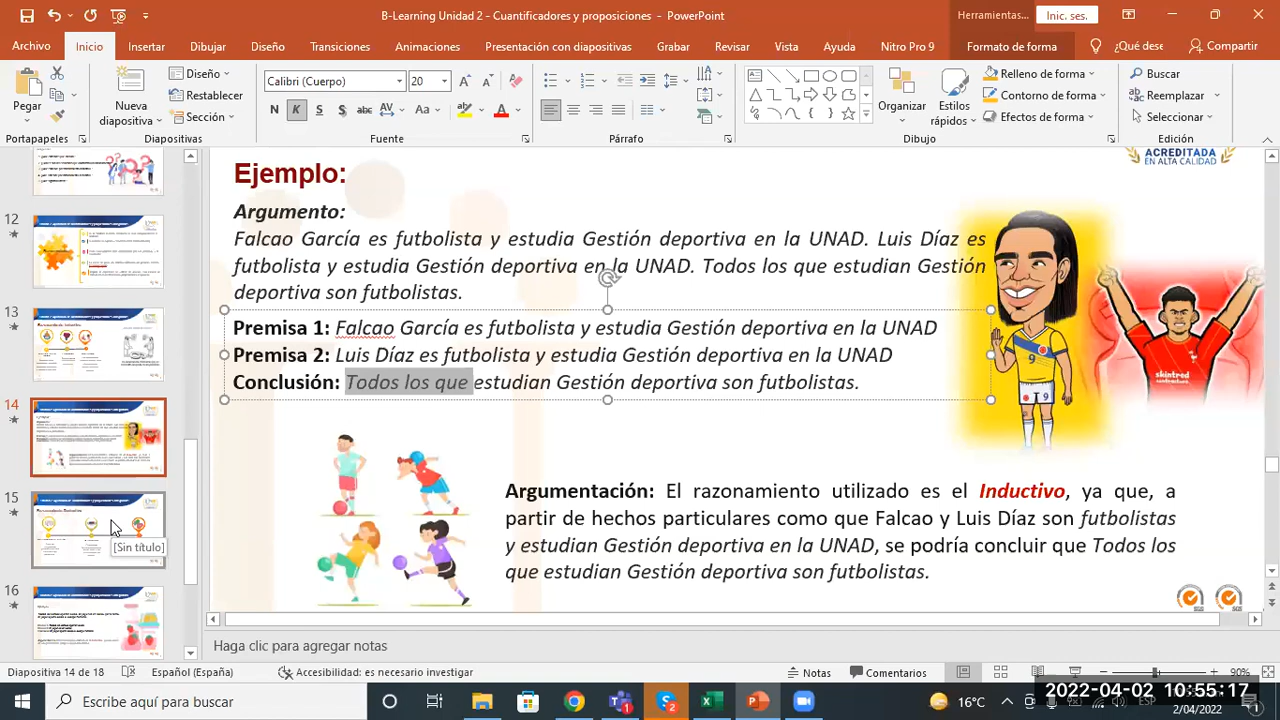 B-Learning Unidad 2 - Cuantificadores y proposiciones - PowerPoint
Herramientas...
Inic. ses.
Archivo
Inicio
Insertar
Dibujar
Diseño
Transiciones
Animaciones
Presentación con diapositivas
Grabar
Revisar
Vista
Ayuda
Nitro Pro 9
Formato de forma
¿Qué dese
Compartir
Pegar
Nueva diapositiva
Diseño
Restablecer
Sección
Calibri (Cuerpo)
20
N K S S abc AV Aa A
Organizar
Estilos rápidos
Relleno de forma
Contorno de forma
Efectos de forma
Buscar
Reemplazar
Seleccionar
Portapapeles
Diapositivas
Fuente
Párrafo
Dibujo
Edición
12
13
14
15
[Sin título]
16
ACREDITADA
EN ALTA CALIDAD
Ejemplo:
Argumento:
Falcao García es futbolista y estudia Gestión deportiva en la UNAD. Luis Díaz es
futbolista y estudia Gestión deportiva en la UNAD. Todos los que estudian Gestión
deportiva son futbolistas.
Premisa 1: Falcao García es futbolista y estudia Gestión deportiva en la UNAD
Premisa 2: Luis Díaz es futbolista y estudia Gestión deportiva en la UNAD
Conclusión: Todos los que estudian Gestión deportiva son futbolistas.
9
19
skintred
Argumentación: El razonamiento utilizado es el Inductivo, ya que, a
partir de hechos particulares como que Falcao y Luis Díaz son futbolistas
y estudian Gestión deportiva en la UNAD, se podría concluir que Todos los
que estudian Gestión deportiva son futbolistas.
Haga clic para agregar notas
Diapositiva 14 de 18
Español (España)
Accesibilidad: es necesario investigar
Notas
Comentarios
90%
Escribe aquí para buscar
16°C
ESP
2022-04-02 10:55:17
2/04/2022